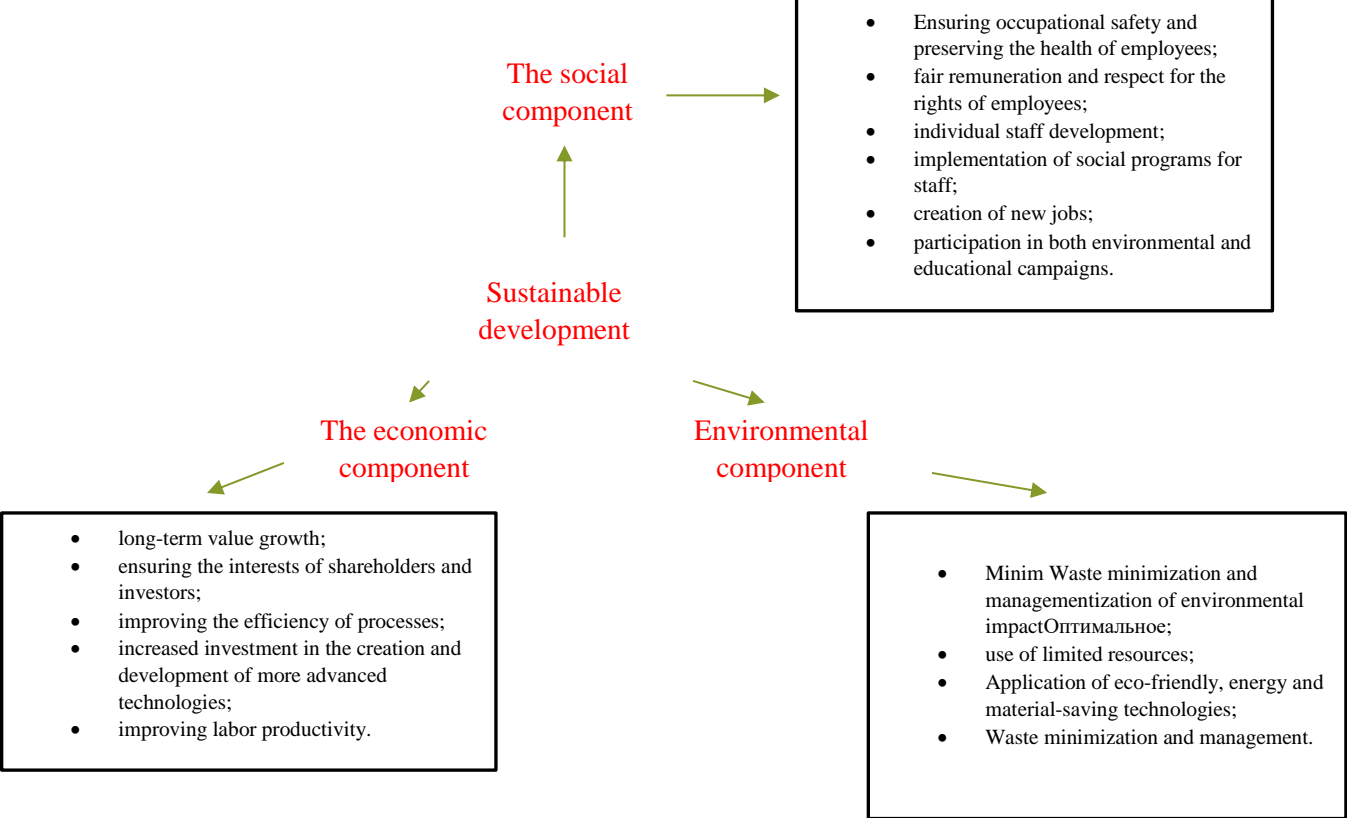 The social
component
• Ensuring occupational safety and
preserving the health of employees;
• fair remuneration and respect for the
rights of employees;
• individual staff development;
• implementation of social programs for
staff;
• creation of new jobs;
• participation in both environmental and
educational campaigns.
Sustainable
development
The economic
component
Environmental
component
• long-term value growth;
• ensuring the interests of shareholders and
investors;
• improving the efficiency of processes;
• increased investment in the creation and
development of more advanced
technologies;
• improving labor productivity.
• Minim Waste minimization and
managementization of environmental
impactОптимальное;
• use of limited resources;
• Application of eco-friendly, energy and
material-saving technologies;
• Waste minimization and management.